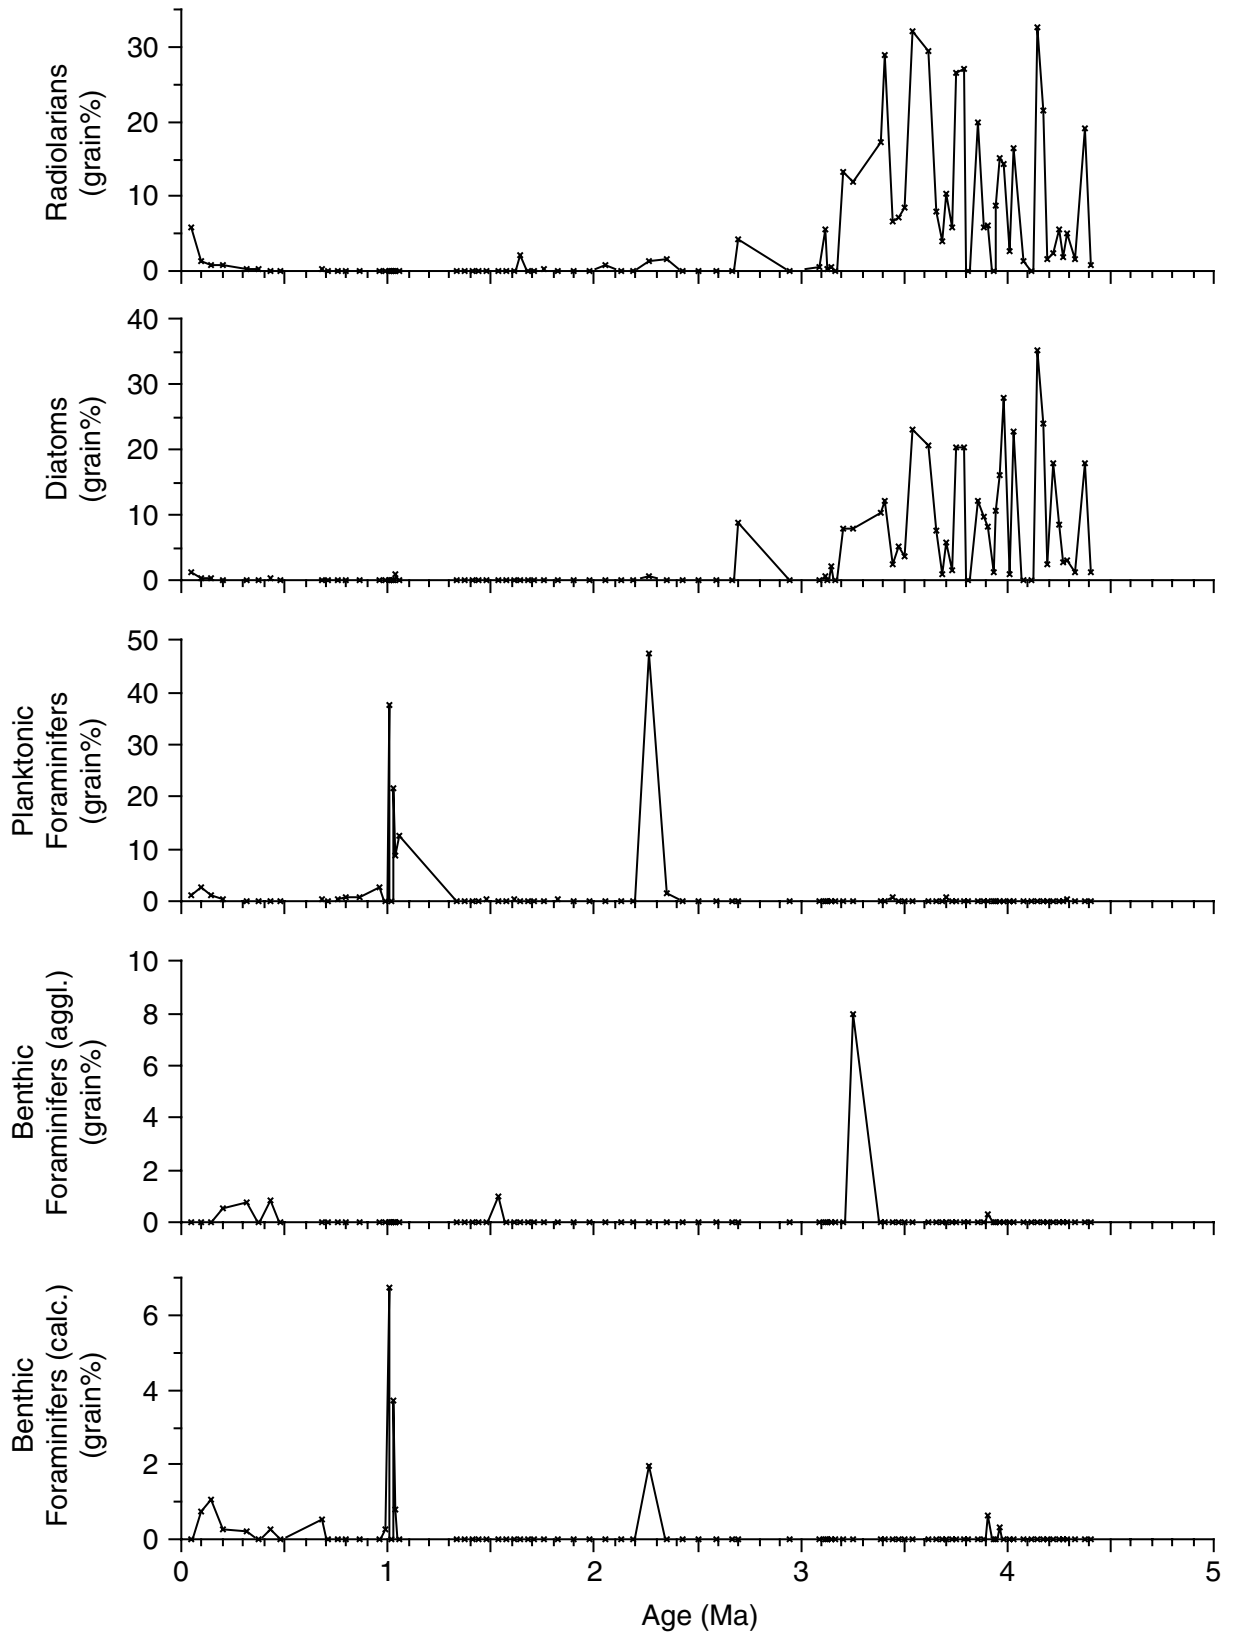 Radiolarians
(grain%)
30
20
10
0
Diatoms
(grain%)
40
30
20
10
0
Planktonic
Foraminifers
(grain%)
50
40
30
20
10
0
Benthic
Foraminifers (aggl.)
(grain%)
10
8
6
4
2
0
Benthic
Foraminifers (calc.)
(grain%)
6
4
2
0
0 1 2 3 4 5
Age (Ma)